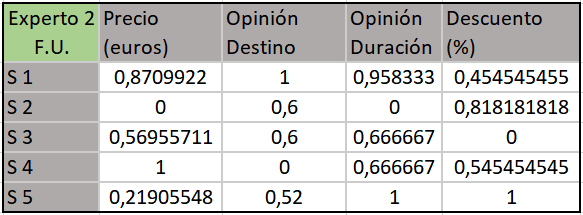 Experto 2 F.U. Precio (euros) Opinión Destino Opinión Duración Descuento (%)
S 1 0,8709922 1 0,958333 0,454545455
S 2 0 0,6 0 0,818181818
S 3 0,56955711 0,6 0,666667 0
S 4 1 0 0,666667 0,545454545
S 5 0,21905548 0,52 1 1